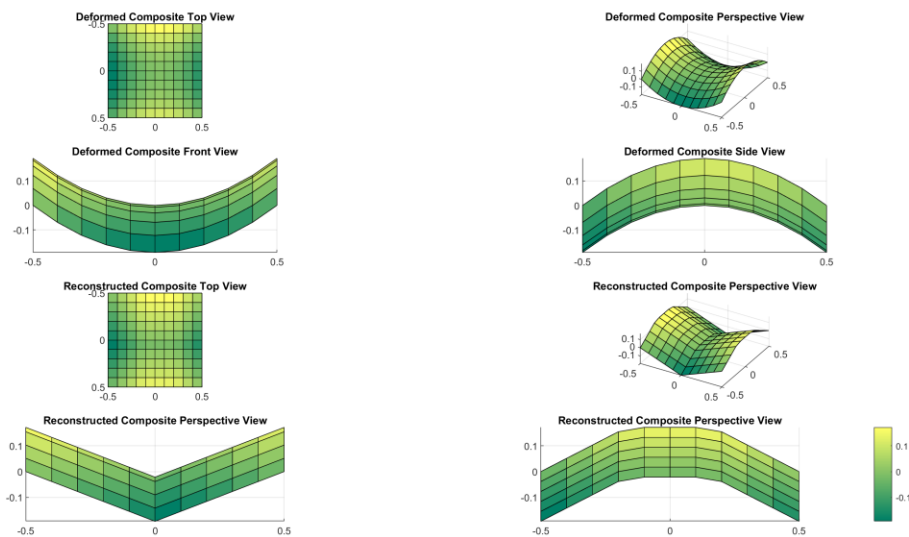 Deformed Composite Top View
-0.5
0
0.5
-0.5 0 0.5
Deformed Composite Perspective View
0.1
0
-0.1
-0.5
0
0.5
-0.5
0
0.5
Deformed Composite Front View
0.1
0
-0.1
-0.5 0 0.5
Deformed Composite Side View
0.1
0
-0.1
-0.5 0 0.5
Reconstructed Composite Top View
-0.5
0
0.5
-0.5 0 0.5
Reconstructed Composite Perspective View
0.1
0
-0.1
-0.5
0
0.5
-0.5
0
0.5
Reconstructed Composite Perspective View
0.1
0
-0.1
-0.5 0 0.5
Reconstructed Composite Perspective View
0.1
0
-0.1
-0.5 0 0.5
0.1
0
-0.1